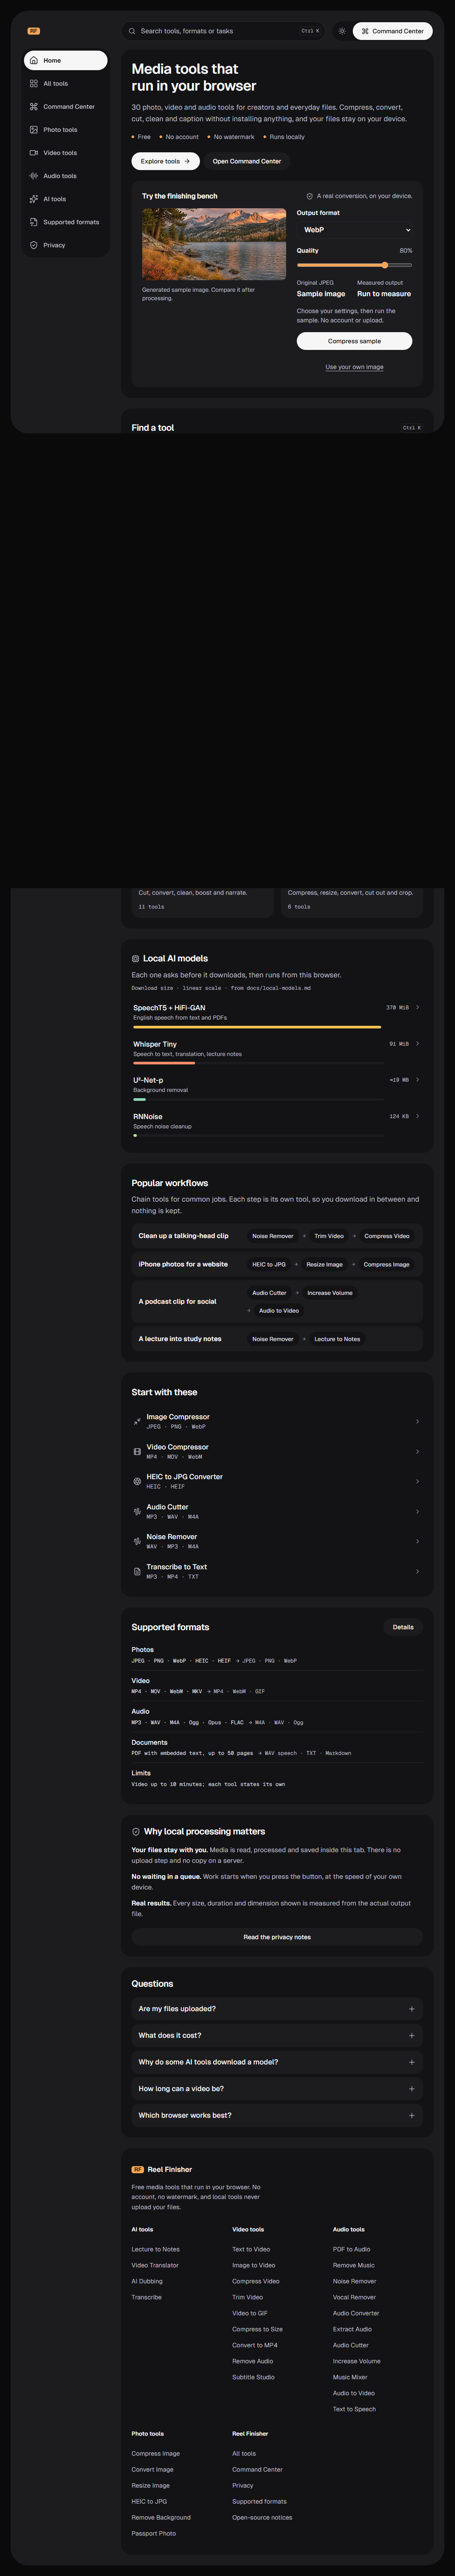 RF
Search tools, formats or tasks
Ctrl K
Command Center
Home
All tools
Command Center
Photo tools
Video tools
Audio tools
AI tools
Supported formats
Privacy
Media tools that
run in your browser
30 photo, video and audio tools for creators and everyday files. Compress, convert,
cut, clean and caption without installing anything, and your files stay on your device.
Free
No account
No watermark
Runs locally
Explore tools →
Open Command Center
Try the finishing bench
A real conversion, on your device.
Generated sample image. Compare it after
processing.
Output format
WebP
Quality
80%
Original JPEG
Measured output
Sample image
Run to measure
Choose your settings, then run the
sample. No account or upload.
Compress sample
Use your own image
Find a tool
Ctrl K
Cut, convert, clean, boost and narrate.
11 tools
Compress, resize, convert, cut out and crop.
6 tools
Local AI models
Each one asks before it downloads, then runs from this browser.
Download size · linear scale · from docs/local-models.md
SpeechT5 + HiFi-GAN
370 MiB
English speech from text and PDFs
Whisper Tiny
91 MiB
Speech to text, translation, lecture notes
U²-Net-p
≈19 MB
Background removal
RNNoise
124 KB
Speech noise cleanup
Popular workflows
Chain tools for common jobs. Each step is its own tool, so you download in between and
nothing is kept.
Clean up a talking-head clip
Noise Remover → Trim Video → Compress Video
iPhone photos for a website
HEIC to JPG → Resize Image → Compress Image
A podcast clip for social
Audio Cutter → Increase Volume
→ Audio to Video
A lecture into study notes
Noise Remover → Lecture to Notes
Start with these
Image Compressor
JPEG · PNG · WebP
Video Compressor
MP4 · MOV · WebM
HEIC to JPG Converter
HEIC · HEIF
Audio Cutter
MP3 · WAV · M4A
Noise Remover
WAV · MP3 · M4A
Transcribe to Text
MP3 · MP4 · TXT
Supported formats
Details
Photos
JPEG · PNG · WebP · HEIC · HEIF → JPEG · PNG · WebP
Video
MP4 · MOV · WebM · MKV → MP4 · WebM · GIF
Audio
MP3 · WAV · M4A · Ogg · Opus · FLAC → M4A · WAV · Ogg
Documents
PDF with embedded text, up to 50 pages → WAV speech · TXT · Markdown
Limits
Video up to 10 minutes; each tool states its own
Why local processing matters
Your files stay with you. Media is read, processed and saved inside this tab. There is no
upload step and no copy on a server.
No waiting in a queue. Work starts when you press the button, at the speed of your own
device.
Real results. Every size, duration and dimension shown is measured from the actual output
file.
Read the privacy notes
Questions
Are my files uploaded?
What does it cost?
Why do some AI tools download a model?
How long can a video be?
Which browser works best?
RF Reel Finisher
Free media tools that run in your browser. No
account, no watermark, and local tools never
upload your files.
AI tools
Lecture to Notes
Video Translator
AI Dubbing
Transcribe
Video tools
Text to Video
Image to Video
Compress Video
Trim Video
Video to GIF
Compress to Size
Convert to MP4
Remove Audio
Subtitle Studio
Audio tools
PDF to Audio
Remove Music
Noise Remover
Vocal Remover
Audio Converter
Extract Audio
Audio Cutter
Increase Volume
Music Mixer
Audio to Video
Text to Speech
Photo tools
Compress Image
Convert Image
Resize Image
HEIC to JPG
Remove Background
Passport Photo
Reel Finisher
All tools
Command Center
Privacy
Supported formats
Open-source notices